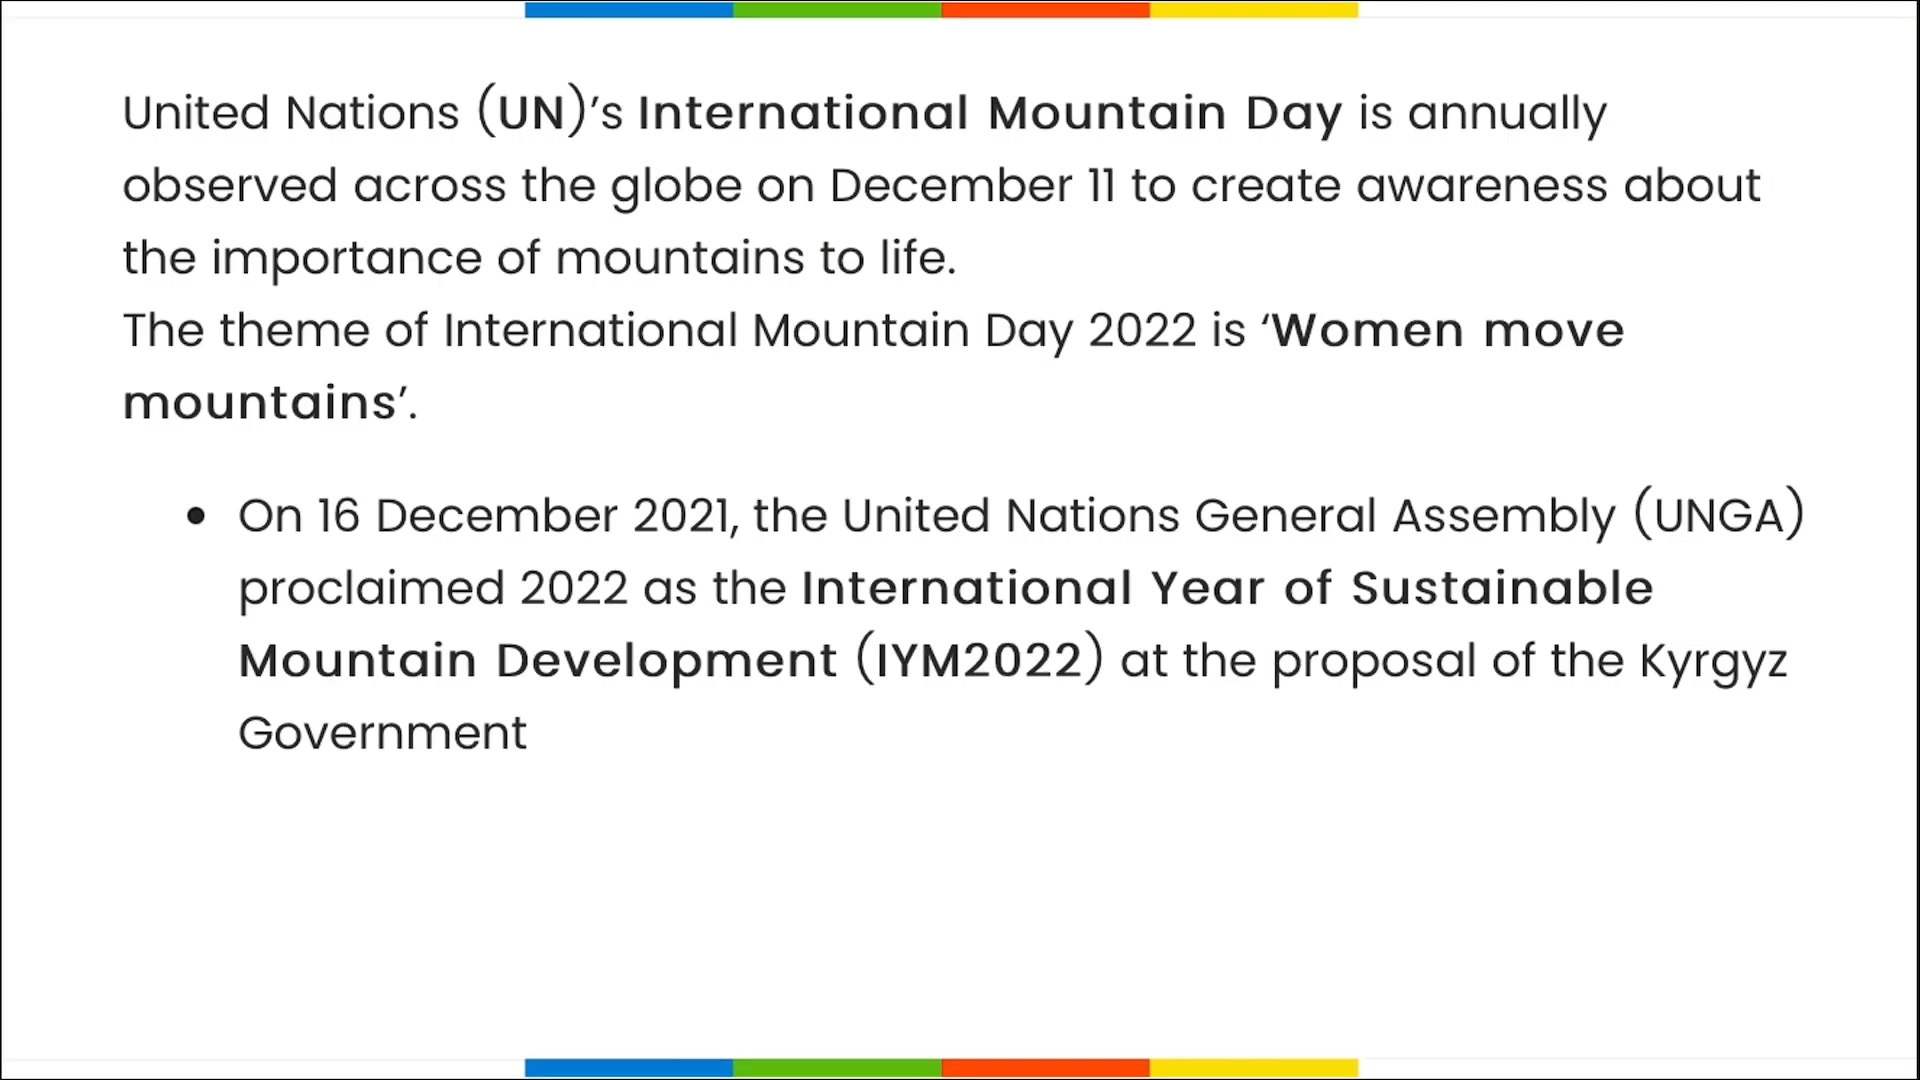 United Nations (UN)’s International Mountain Day is annually
observed across the globe on December 11 to create awareness about
the importance of mountains to life.
The theme of International Mountain Day 2022 is ‘Women move
mountains’.
• On 16 December 2021, the United Nations General Assembly (UNGA)
proclaimed 2022 as the International Year of Sustainable
Mountain Development (IYM2022) at the proposal of the Kyrgyz
Government